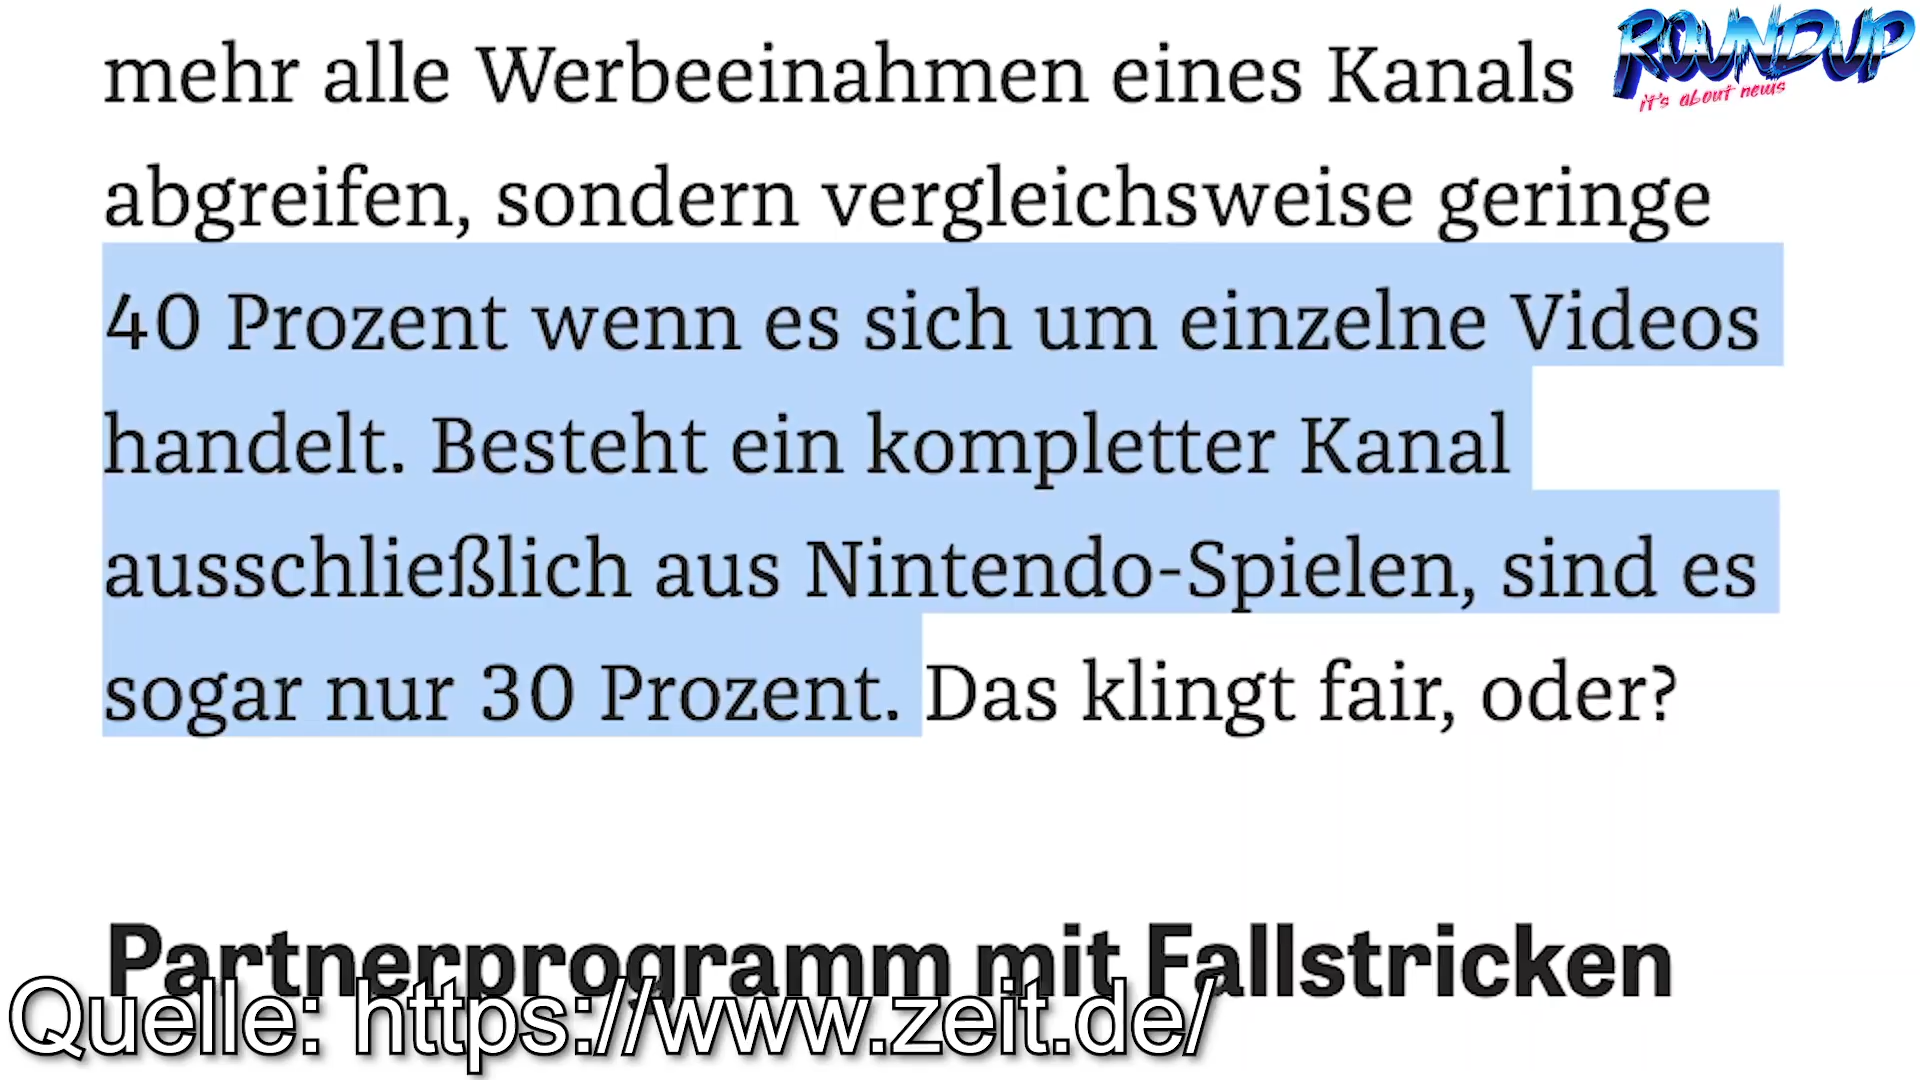 ROUNDUP
it's about news
mehr alle Werbeeinahmen eines Kanals
abgreifen, sondern vergleichsweise geringe
40 Prozent wenn es sich um einzelne Videos
handelt. Besteht ein kompletter Kanal
ausschließlich aus Nintendo-Spielen, sind es
sogar nur 30 Prozent. Das klingt fair, oder?
Partnerprogramm mit Fallstricken
Quelle: https://www.zeit.de/